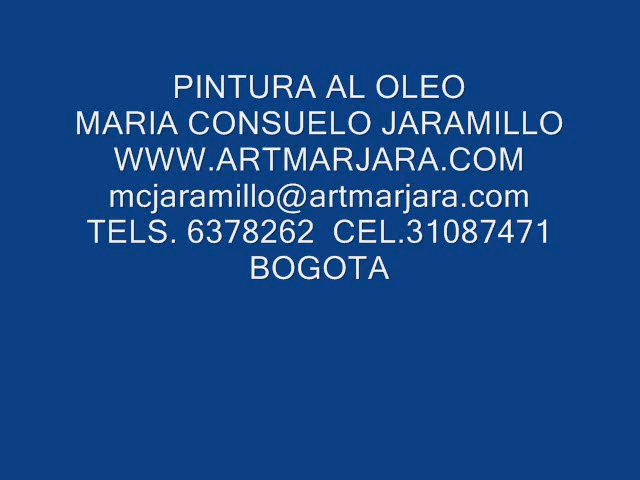 PINTURA AL OLEO
MARIA CONSUELO JARAMILLO
WWW.ARTMARJARA.COM
mcjaramillo@artmarjara.com
TELS. 6378262  CEL.31087471
BOGOTA